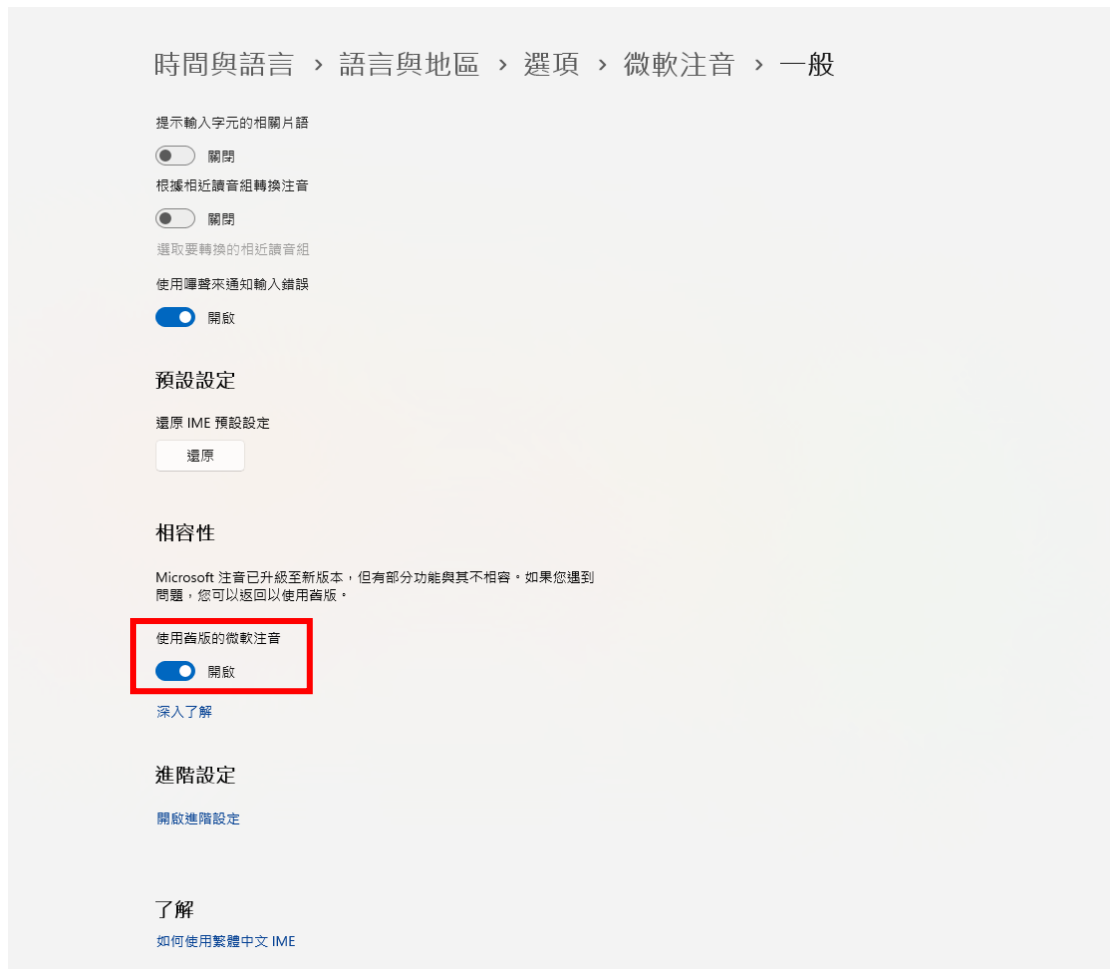 時間與語言 › 語言與地區 › 選項 › 微軟注音 › 一般
提示輸入字元的相關片語
關閉
根據相近讀音組轉換注音
關閉
選取要轉換的相近讀音組
使用嗶聲來通知輸入錯誤
開啟
預設設定
還原 IME 預設設定
還原
相容性
Microsoft 注音已升級至新版本，但有部分功能與其不相容。如果您遇到
問題，您可以返回以使用舊版。
使用舊版的微軟注音
開啟
深入了解
進階設定
開啟進階設定
了解
如何使用繁體中文 IME